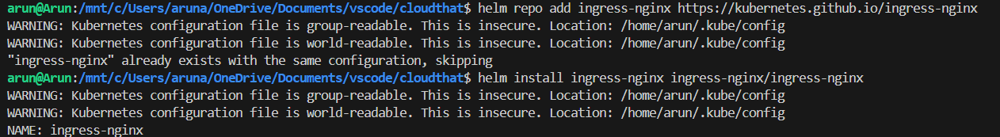 arun@Arun:/mnt/c/Users/aruna/OneDrive/Documents/vscode/cloudthat$ helm repo add ingress-nginx https://kubernetes.github.io/ingress-nginx
WARNING: Kubernetes configuration file is group-readable. This is insecure. Location: /home/arun/.kube/config
WARNING: Kubernetes configuration file is world-readable. This is insecure. Location: /home/arun/.kube/config
"ingress-nginx" already exists with the same configuration, skipping
arun@Arun:/mnt/c/Users/aruna/OneDrive/Documents/vscode/cloudthat$ helm install ingress-nginx ingress-nginx/ingress-nginx
WARNING: Kubernetes configuration file is group-readable. This is insecure. Location: /home/arun/.kube/config
WARNING: Kubernetes configuration file is world-readable. This is insecure. Location: /home/arun/.kube/config
NAME: ingress-nginx